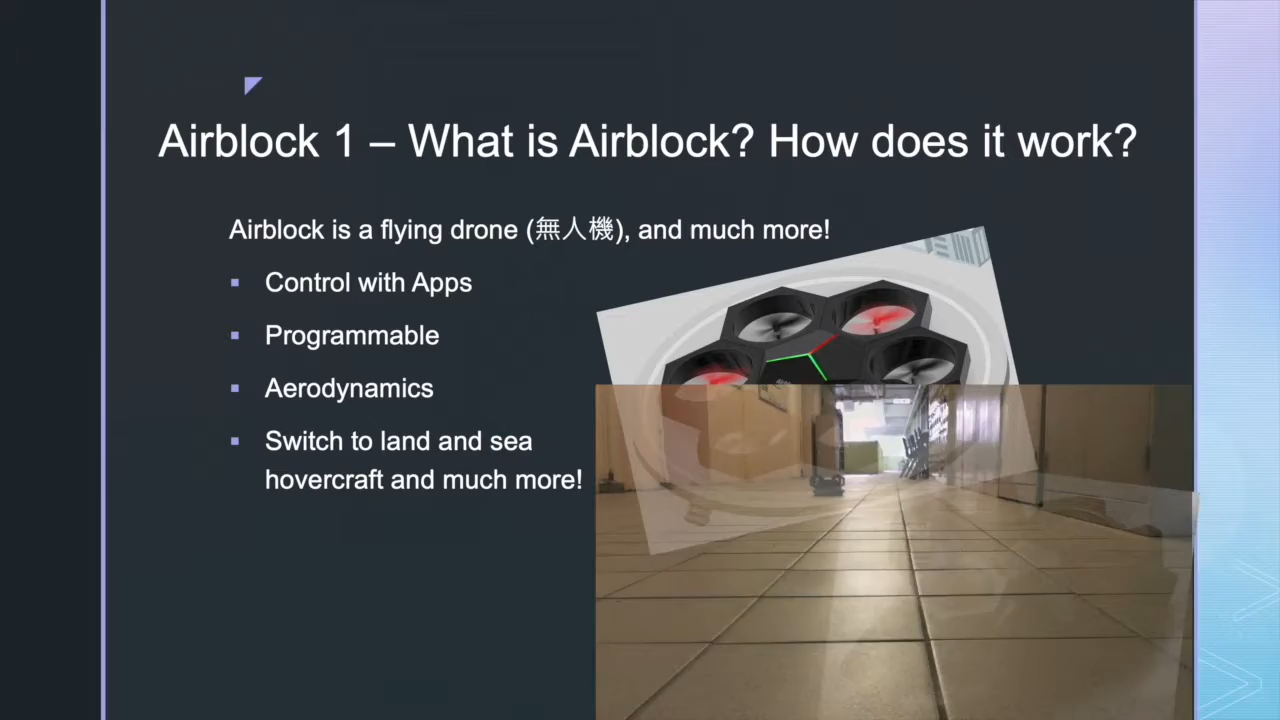 Airblock 1 – What is Airblock? How does it work?
Airblock is a flying drone (無人機), and much more!
▪ Control with Apps
▪ Programmable
▪ Aerodynamics
▪ Switch to land and sea
hovercraft and much more!